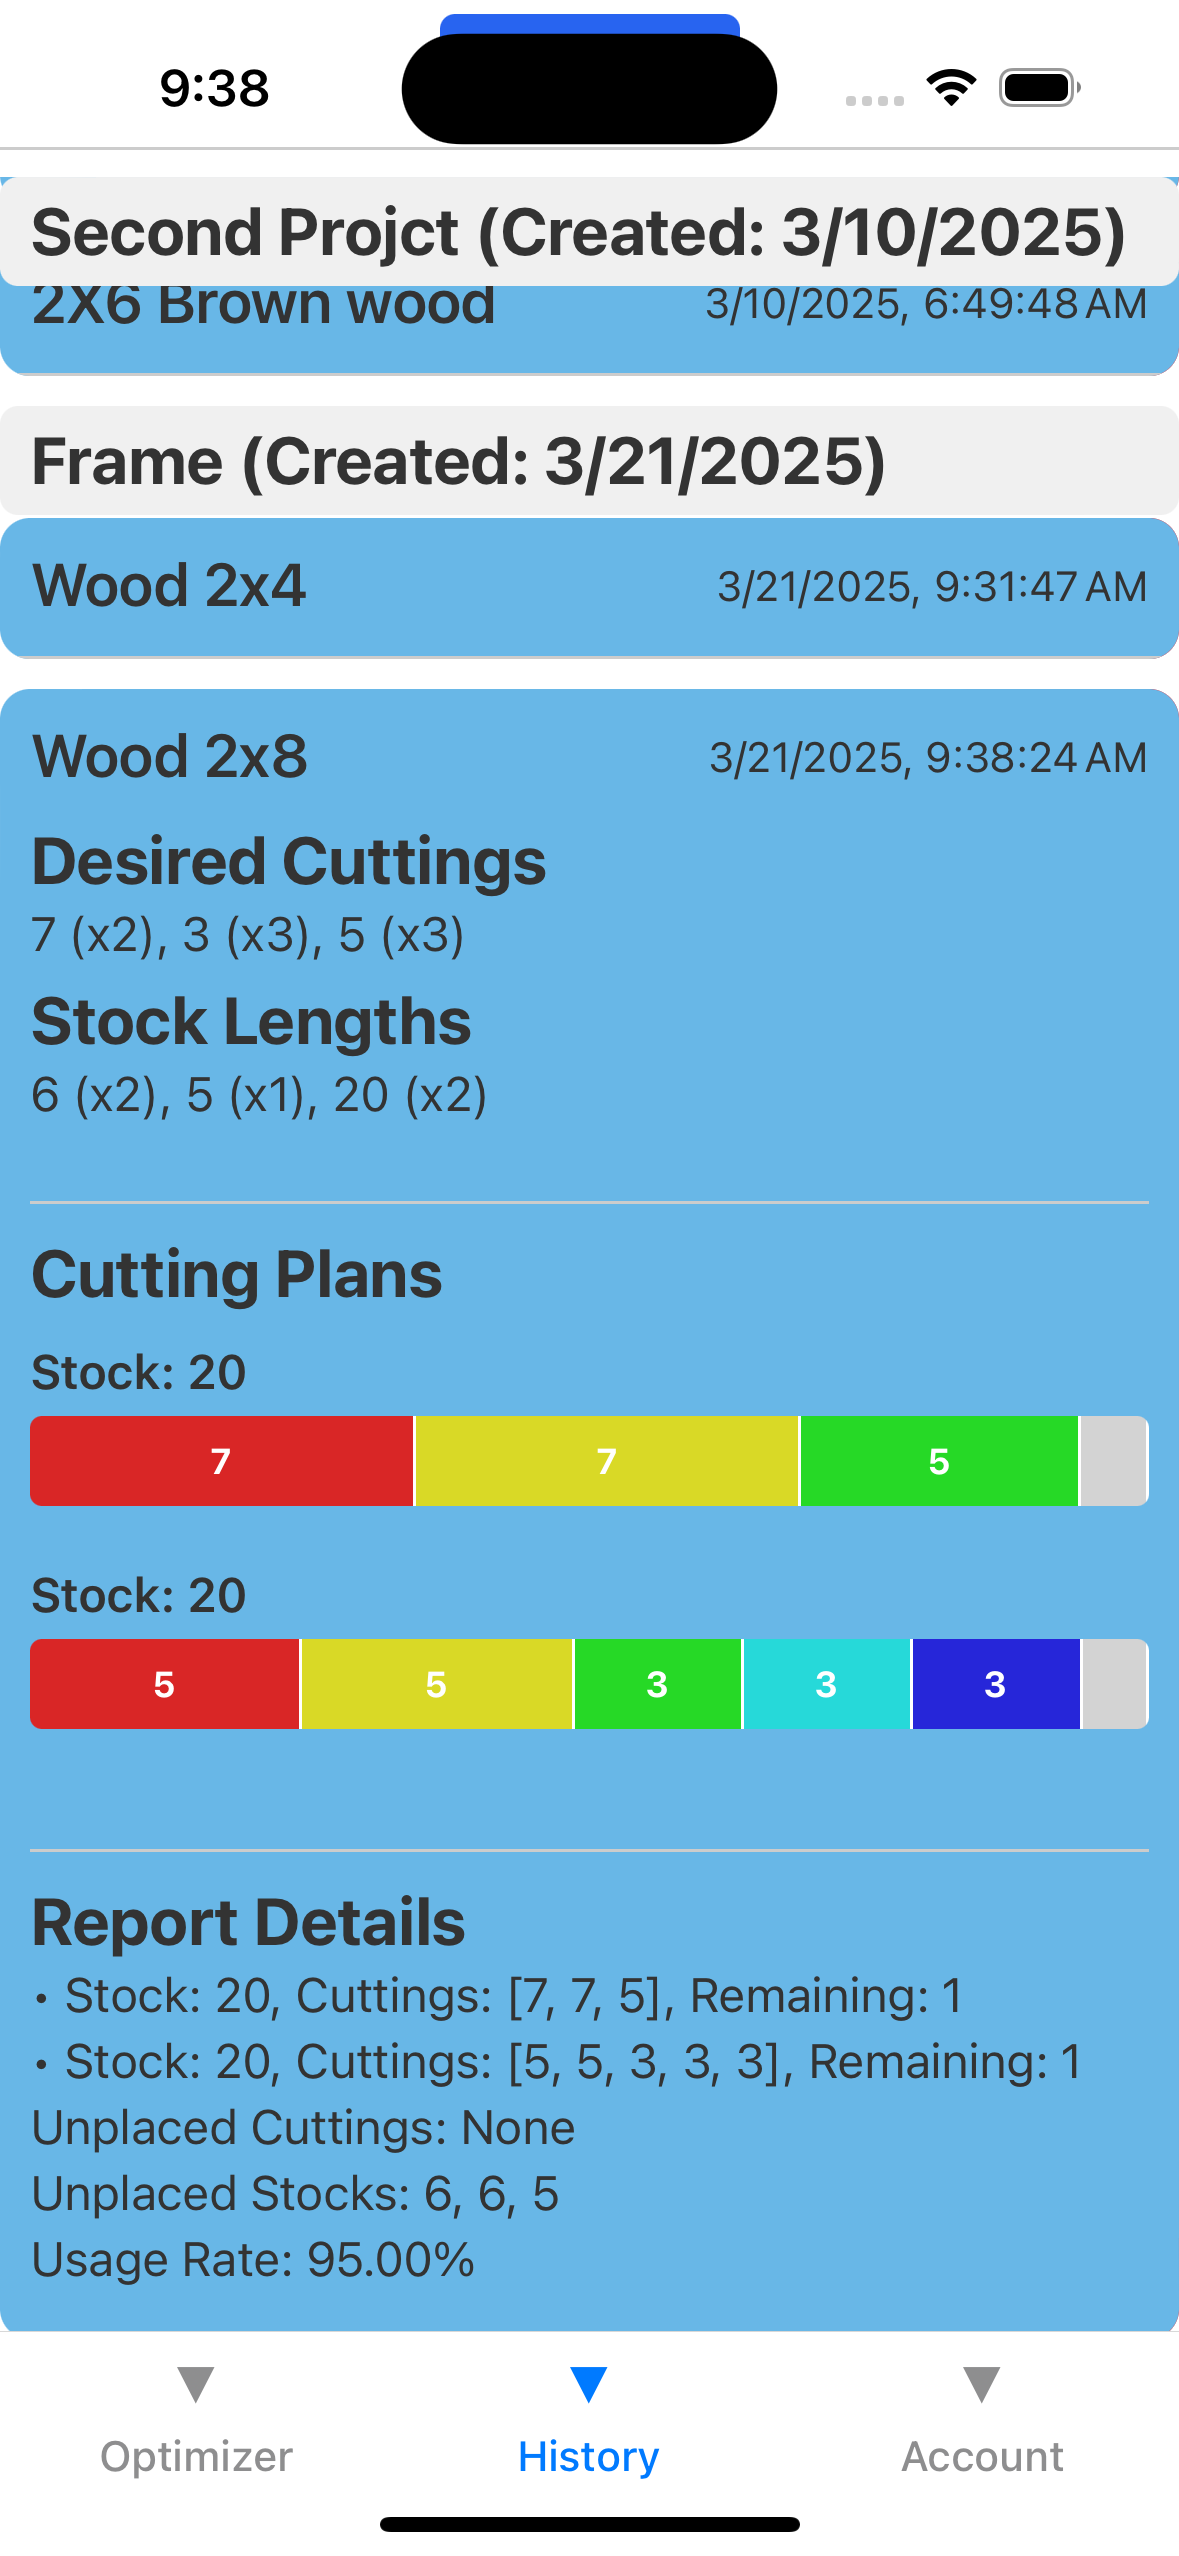 9:38
Second Projct (Created: 3/10/2025)
2X6 Brown wood 3/10/2025, 6:49:48 AM
Frame (Created: 3/21/2025)
Wood 2x4 3/21/2025, 9:31:47 AM
Wood 2x8 3/21/2025, 9:38:24 AM
Desired Cuttings
7 (x2), 3 (x3), 5 (x3)
Stock Lengths
6 (x2), 5 (x1), 20 (x2)
Cutting Plans
Stock: 20
7 7 5
Stock: 20
5 5 3 3 3
Report Details
• Stock: 20, Cuttings: [7, 7, 5], Remaining: 1
• Stock: 20, Cuttings: [5, 5, 3, 3, 3], Remaining: 1
Unplaced Cuttings: None
Unplaced Stocks: 6, 6, 5
Usage Rate: 95.00%
Optimizer History Account